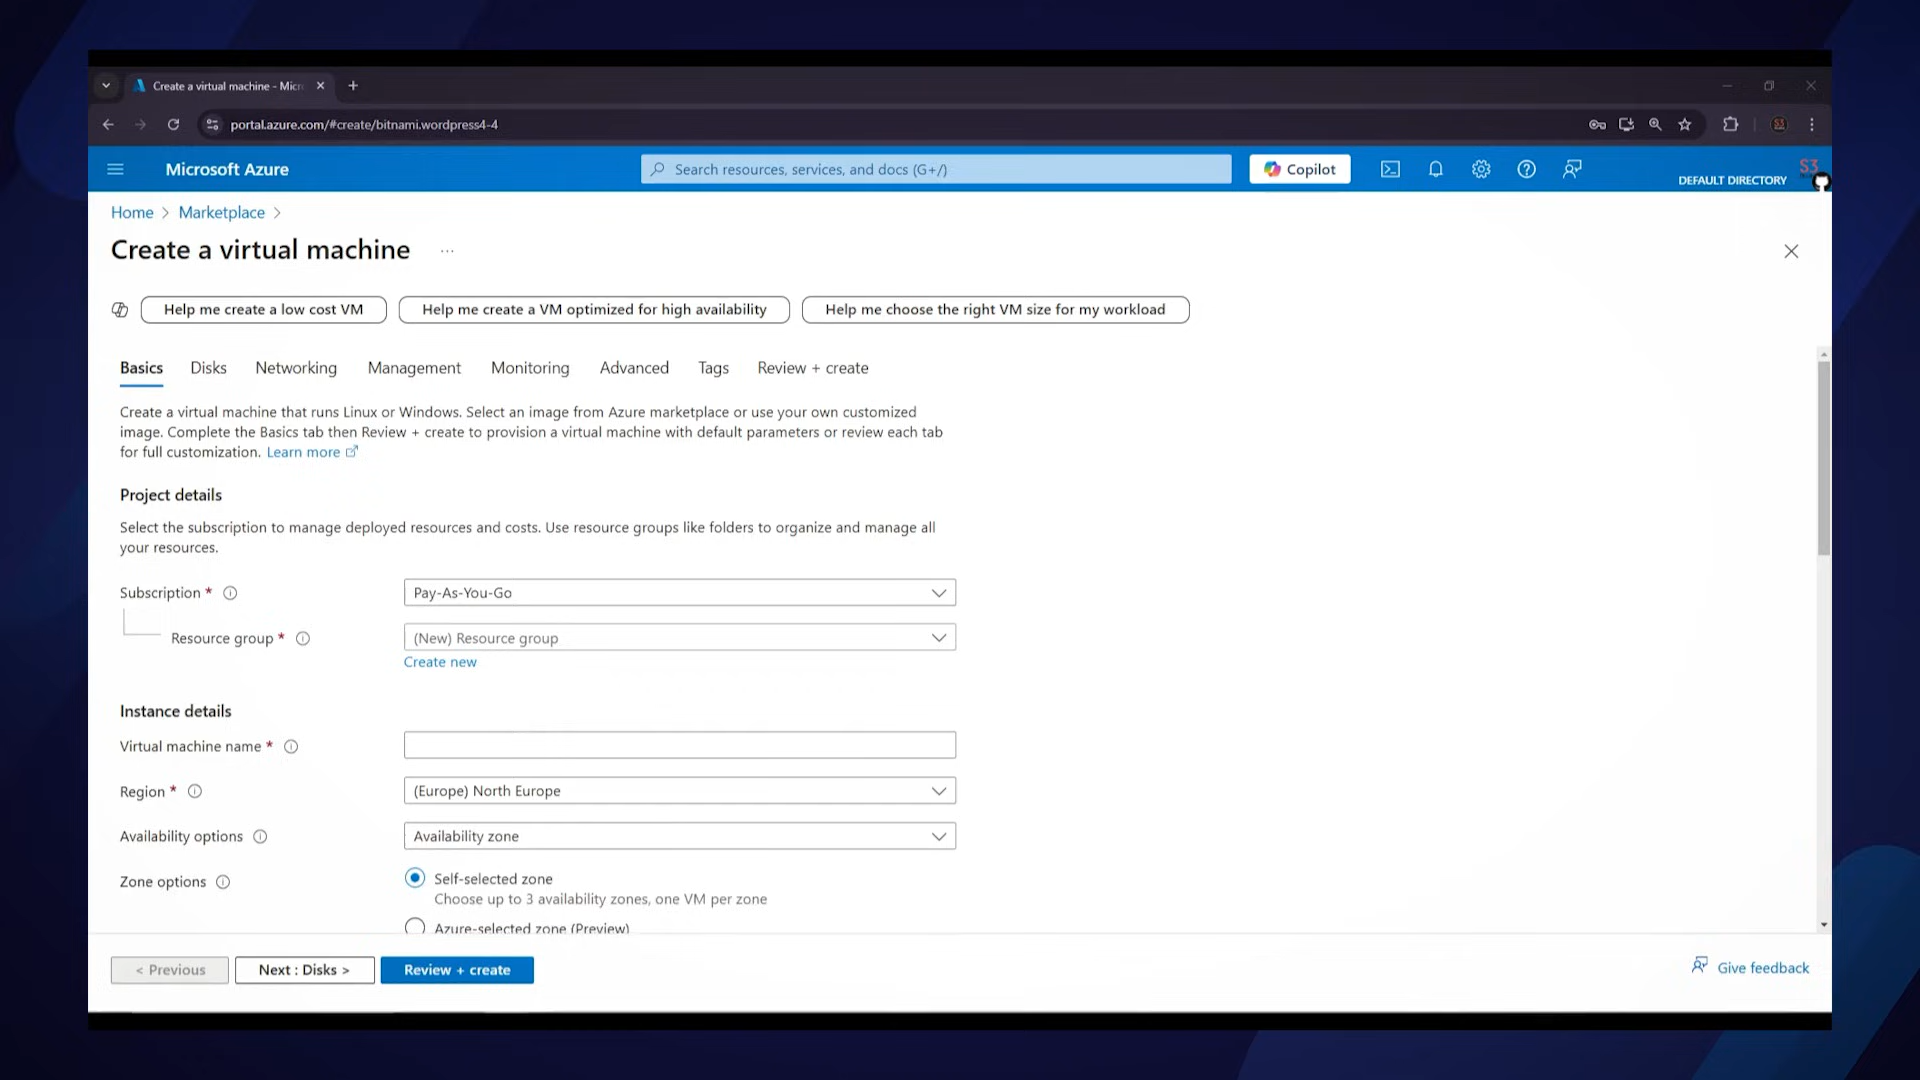 Create a virtual machine - Micr
portal.azure.com/#create/bitnami.wordpress4-4
S3
Microsoft Azure
Search resources, services, and docs (G+/)
Copilot
DEFAULT DIRECTORY
S3
Home > Marketplace >
Create a virtual machine ...
Help me create a low cost VM
Help me create a VM optimized for high availability
Help me choose the right VM size for my workload
Basics Disks Networking Management Monitoring Advanced Tags Review + create
Create a virtual machine that runs Linux or Windows. Select an image from Azure marketplace or use your own customized
image. Complete the Basics tab then Review + create to provision a virtual machine with default parameters or review each tab
for full customization. Learn more
Project details
Select the subscription to manage deployed resources and costs. Use resource groups like folders to organize and manage all
your resources.
Subscription *
Pay-As-You-Go
Resource group *
(New) Resource group
Create new
Instance details
Virtual machine name *
Region *
(Europe) North Europe
Availability options
Availability zone
Zone options
Self-selected zone
Choose up to 3 availability zones, one VM per zone
Azure-selected zone (Preview)
< Previous
Next : Disks >
Review + create
Give feedback